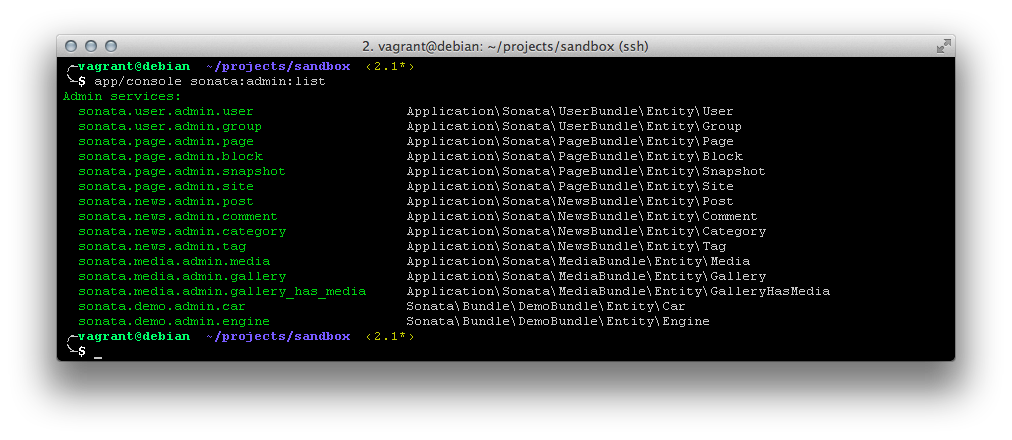 2. vagrant@debian: ~/projects/sandbox (ssh)
╭─vagrant@debian ~/projects/sandbox ‹2.1*›
╰─$ app/console sonata:admin:list
Admin services:
sonata.user.admin.user Application\Sonata\UserBundle\Entity\User
sonata.user.admin.group Application\Sonata\UserBundle\Entity\Group
sonata.page.admin.page Application\Sonata\PageBundle\Entity\Page
sonata.page.admin.block Application\Sonata\PageBundle\Entity\Block
sonata.page.admin.snapshot Application\Sonata\PageBundle\Entity\Snapshot
sonata.page.admin.site Application\Sonata\PageBundle\Entity\Site
sonata.news.admin.post Application\Sonata\NewsBundle\Entity\Post
sonata.news.admin.comment Application\Sonata\NewsBundle\Entity\Comment
sonata.news.admin.category Application\Sonata\NewsBundle\Entity\Category
sonata.news.admin.tag Application\Sonata\NewsBundle\Entity\Tag
sonata.media.admin.media Application\Sonata\MediaBundle\Entity\Media
sonata.media.admin.gallery Application\Sonata\MediaBundle\Entity\Gallery
sonata.media.admin.gallery_has_media Application\Sonata\MediaBundle\Entity\GalleryHasMedia
sonata.demo.admin.car Sonata\Bundle\DemoBundle\Entity\Car
sonata.demo.admin.engine Sonata\Bundle\DemoBundle\Entity\Engine
╭─vagrant@debian ~/projects/sandbox ‹2.1*›
╰─$ _